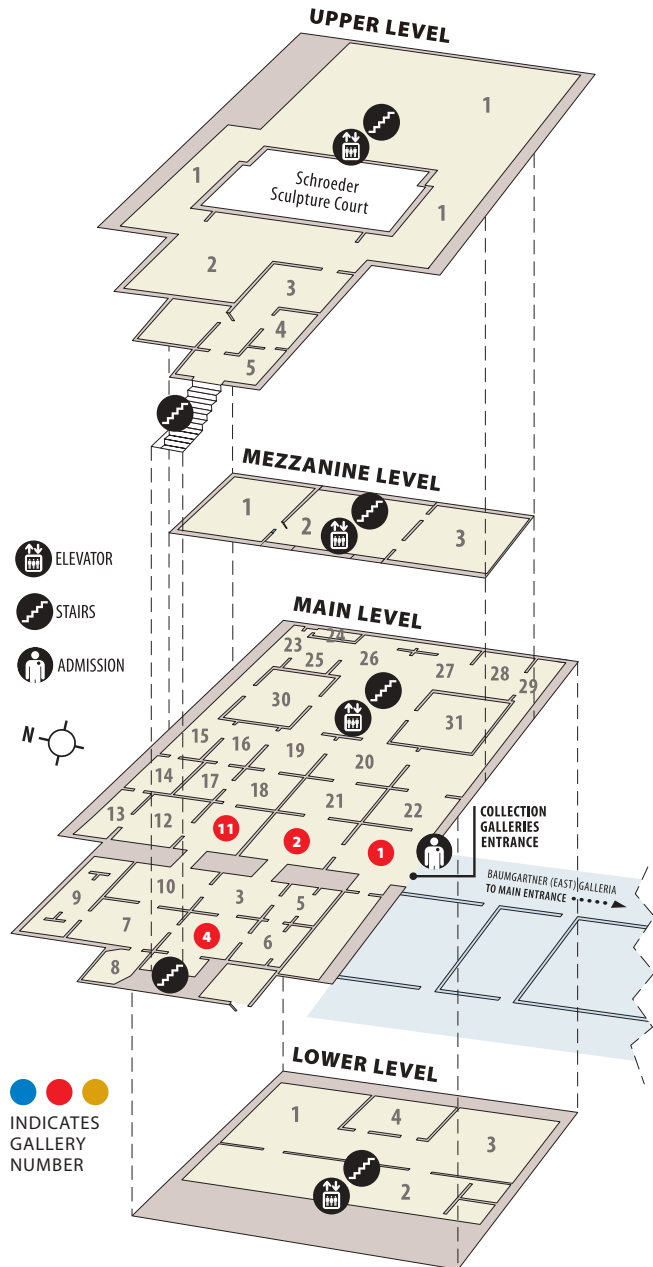 UPPER LEVEL
1
Schroeder
Sculpture Court
1
1
2
3
4
5
MEZZANINE LEVEL
1
2
3
ELEVATOR
STAIRS
ADMISSION
N
MAIN LEVEL
24
23
25
26
27
28
29
30
31
15
16
19
20
14
17
18
21
22
13
12
11
2
1
COLLECTION
GALLERIES
ENTRANCE
BAUMGARTNER (EAST) GALLERIA
TO MAIN ENTRANCE
9
10
3
5
7
4
6
8
LOWER LEVEL
1
4
3
2
INDICATES
GALLERY
NUMBER